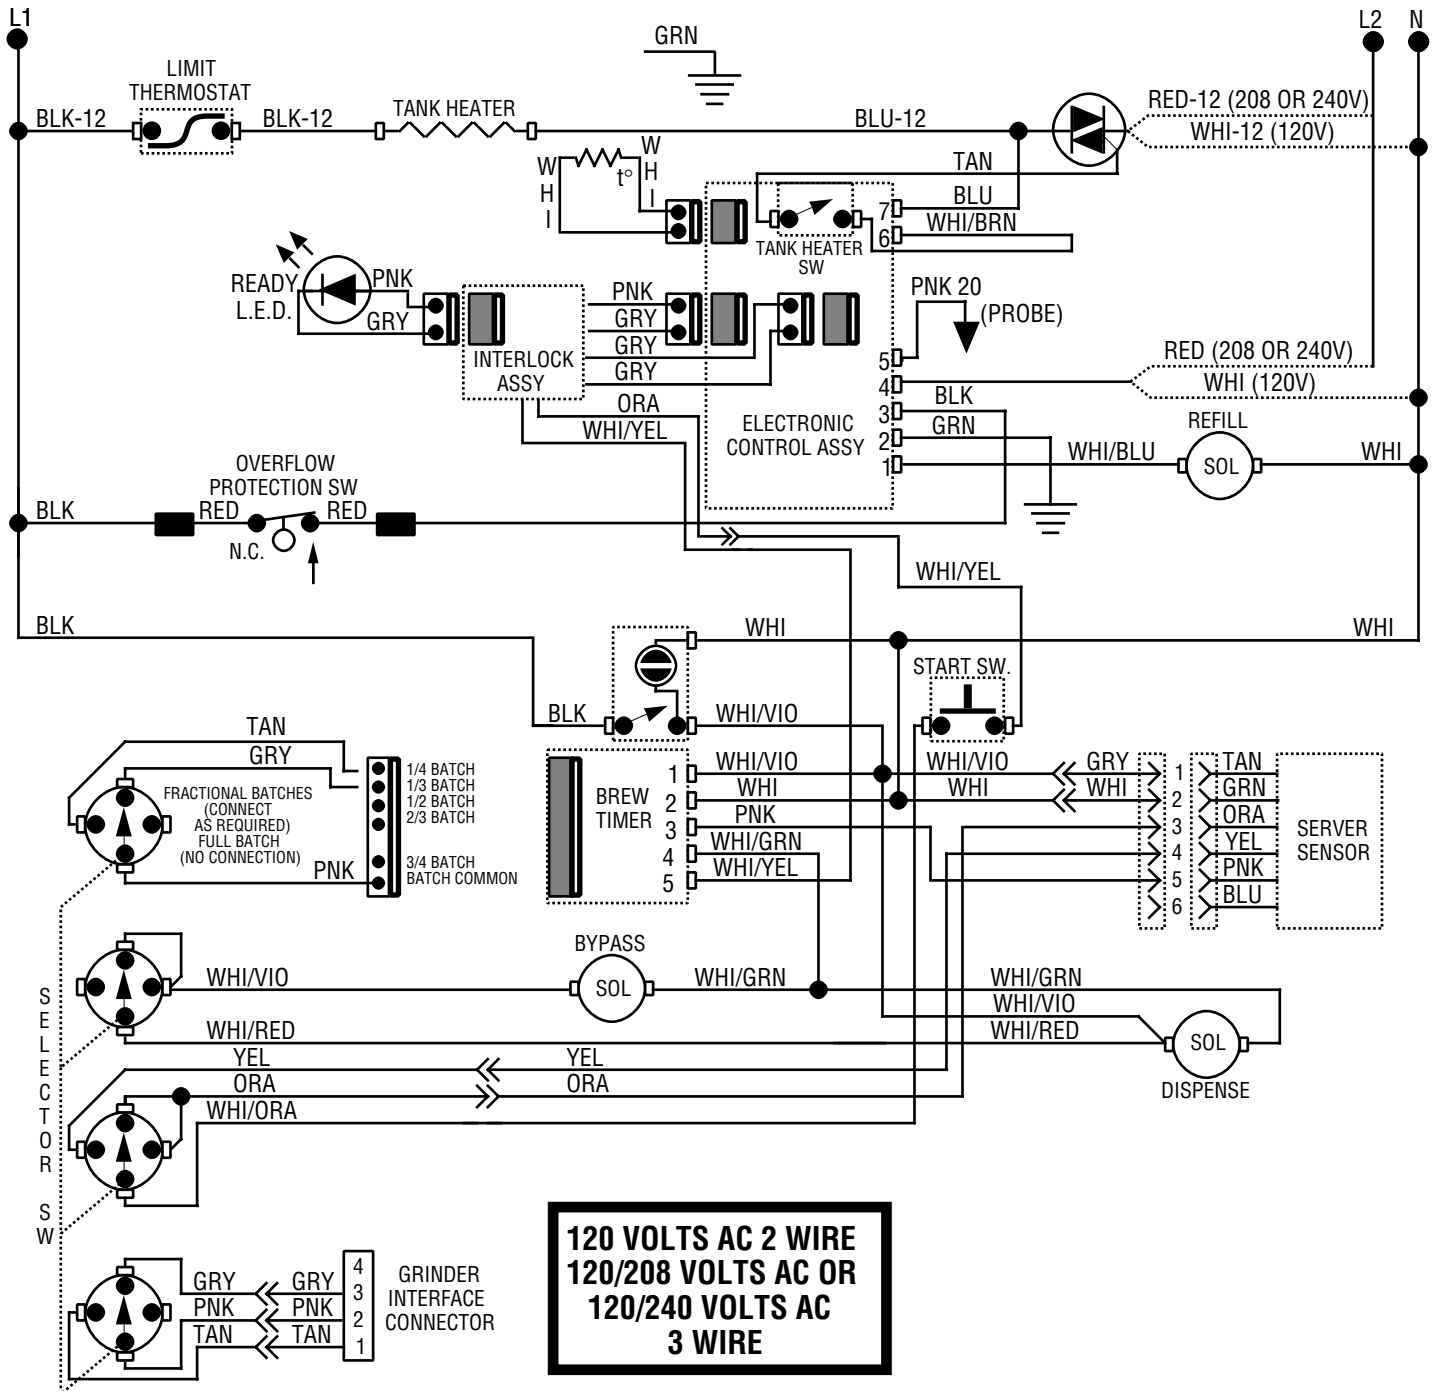 L1
L2 N
GRN
LIMIT
THERMOSTAT
BLK-12
BLK-12
TANK HEATER
BLU-12
RED-12 (208 OR 240V)
WHI-12 (120V)
W
H
I
t°
W
H
I
TAN
BLU
WHI/BRN
7
6
TANK HEATER
SW
READY
L.E.D.
PNK
GRY
PNK
GRY
GRY
GRY
INTERLOCK
ASSY
PNK 20
(PROBE)
5
4
3
2
1
RED (208 OR 240V)
WHI (120V)
BLK
GRN
ORA
WHI/YEL
ELECTRONIC
CONTROL ASSY
WHI/BLU
REFILL
SOL
WHI
OVERFLOW
PROTECTION SW
BLK
RED
RED
N.C.
WHI/YEL
BLK
WHI
WHI
START SW.
BLK
WHI/VIO
TAN
GRY
FRACTIONAL BATCHES
(CONNECT
AS REQUIRED)
FULL BATCH
(NO CONNECTION)
PNK
1/4 BATCH
1/3 BATCH
1/2 BATCH
2/3 BATCH
3/4 BATCH
BATCH COMMON
BREW
TIMER
1
2
3
4
5
WHI/VIO
WHI
PNK
WHI/GRN
WHI/YEL
WHI/VIO
WHI
GRY
WHI
1
2
3
4
5
6
TAN
GRN
ORA
YEL
PNK
BLU
SERVER
SENSOR
BYPASS
SOL
WHI/VIO
WHI/GRN
WHI/GRN
WHI/VIO
WHI/RED
WHI/RED
SOL
DISPENSE
S
E
L
E
C
T
O
R
S
W
YEL
YEL
ORA
ORA
WHI/ORA
GRY
GRY
PNK
PNK
TAN
TAN
4
3
2
1
GRINDER
INTERFACE
CONNECTOR
120 VOLTS AC 2 WIRE
120/208 VOLTS AC OR
120/240 VOLTS AC
3 WIRE